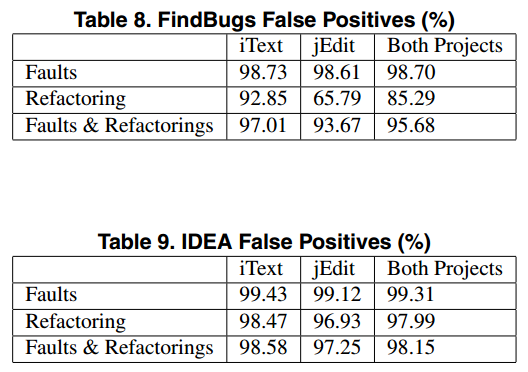 Table 8. FindBugs False Positives (%)
iText jEdit Both Projects
Faults 98.73 98.61 98.70
Refactoring 92.85 65.79 85.29
Faults & Refactorings 97.01 93.67 95.68
Table 9. IDEA False Positives (%)
iText jEdit Both Projects
Faults 99.43 99.12 99.31
Refactoring 98.47 96.93 97.99
Faults & Refactorings 98.58 97.25 98.15